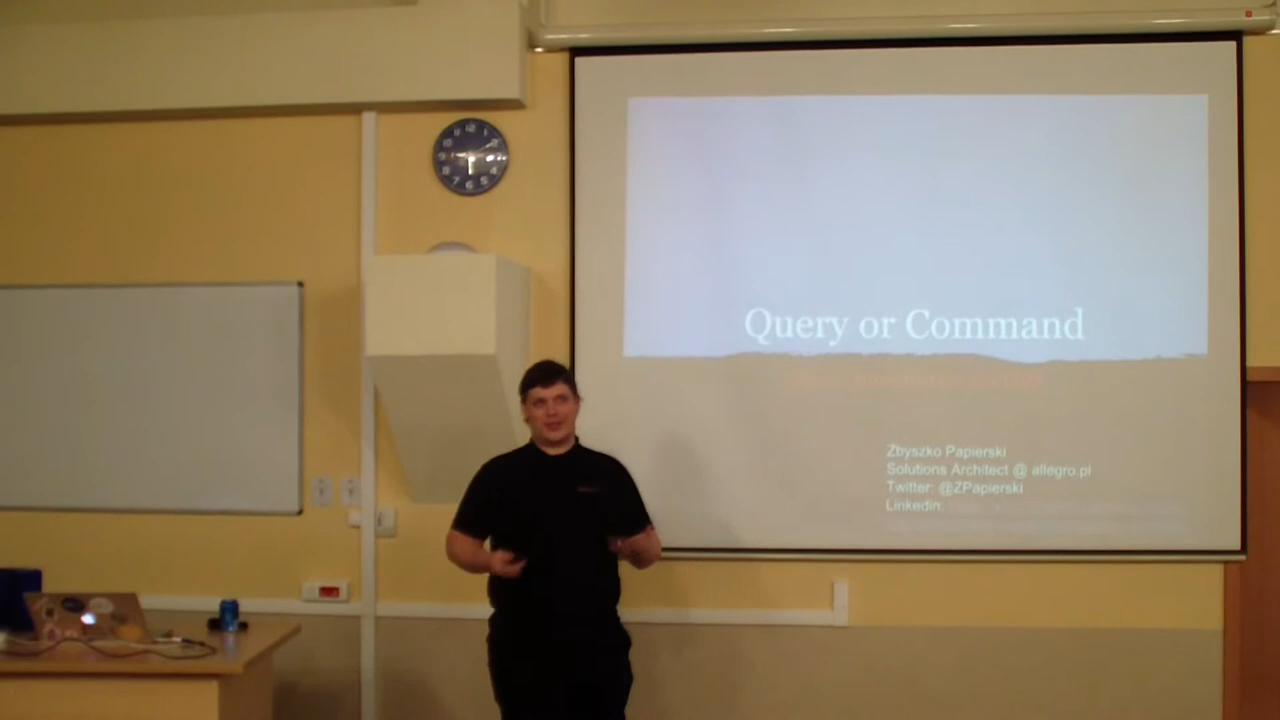 Query or Command
Zbyszko Papierski
Solutions Architect @ allegro.pl
Twitter: @ZPapierski
Linkedin: